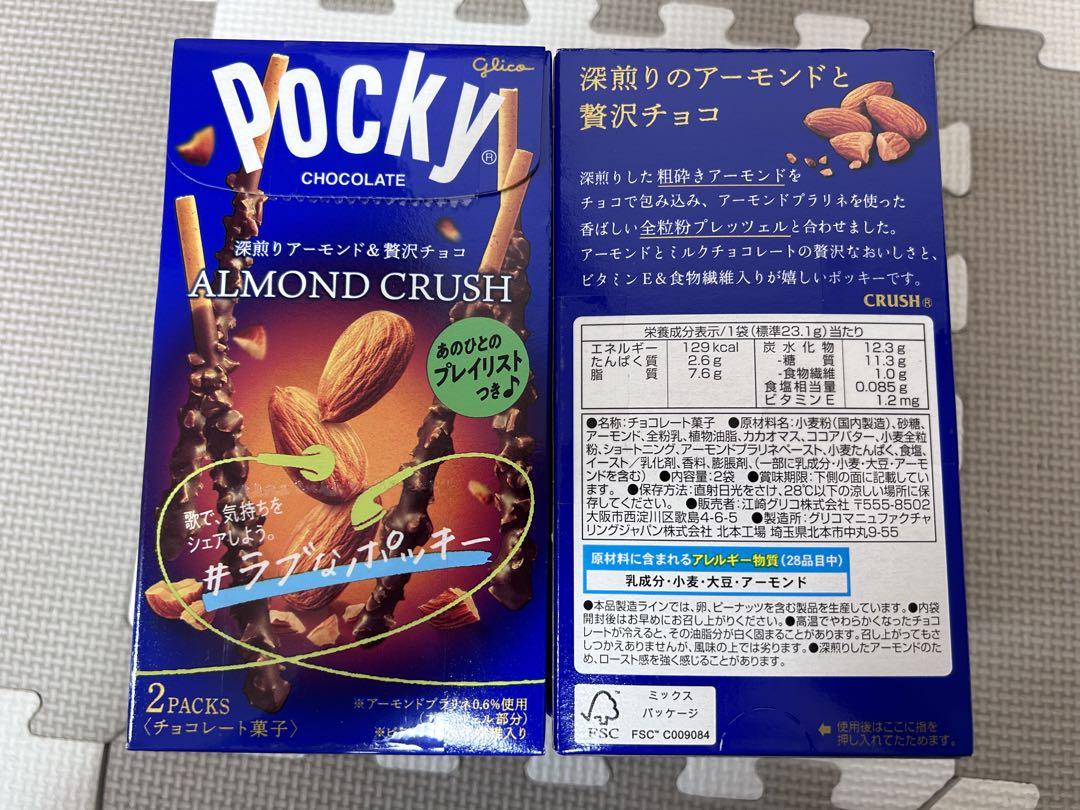 Glico
Pocky®
CHOCOLATE
深煎りアーモンド&贅沢チョコ
ALMOND CRUSH
あのひとの
プレイリスト
つき♪
歌で、気持ちを
シェアしよう。
#ラブなポッキー
2PACKS
〈チョコレート菓子〉
※アーモンドプラリネ0.6%使用
深煎りのアーモンドと
贅沢チョコ
深煎りした粗砕きアーモンドを
チョコで包み込み、アーモンドプラリネを使った
香ばしい全粒粉プレッツェルと合わせました。
アーモンドとミルクチョコレートの贅沢なおいしさと、
ビタミンE&食物繊維入りが嬉しいポッキーです。
CRUSH®
栄養成分表示/1袋(標準23.1g)当たり
エネルギー 129kcal 炭水化物 12.3g
たんぱく質 2.6g -糖質 11.3g
脂質 7.6g -食物繊維 1.0g
食塩相当量 0.085g
ビタミンE 1.2mg
●名称:チョコレート菓子 ●原材料名:小麦粉(国内製造)、砂糖、
アーモンド、全粉乳、植物油脂、カカオマス、ココアバター、小麦全粒
粉、ショートニング、アーモンドプラリネペースト、小麦たんぱく、食塩、
イースト/乳化剤、香料、膨脹剤、(一部に乳成分・小麦・大豆・アーモ
ンドを含む) ●内容量:2袋 ●賞味期限:下側の面に記載してい
ます。 ●保存方法:直射日光をさけ、28℃以下の涼しい場所に保
存してください。 ●販売者:江崎グリコ株式会社 〒555-8502
大阪市西淀川区歌島4-6-5 ●製造所:グリコマニュファクチャ
リングジャパン株式会社 北本工場 埼玉県北本市中丸9-55
原材料に含まれるアレルギー物質(28品目中)
乳成分・小麦・大豆・アーモンド
●本品製造ラインでは、卵、ピーナッツを含む製品を生産しています。●内袋
開封後はお早めにお召し上がりください。●高温でやわらかくなったチョコ
レートが冷えると、その油脂分が白く固まることがあります。召し上がってもさ
しつかえありませんが、風味の上では劣ります。●深煎りしたアーモンドのた
め、ロースト感を強く感じることがあります。
FSC
ミックス
パッケージ
FSC™ C009084
使用後はここに指を
押し入れてたたみます。